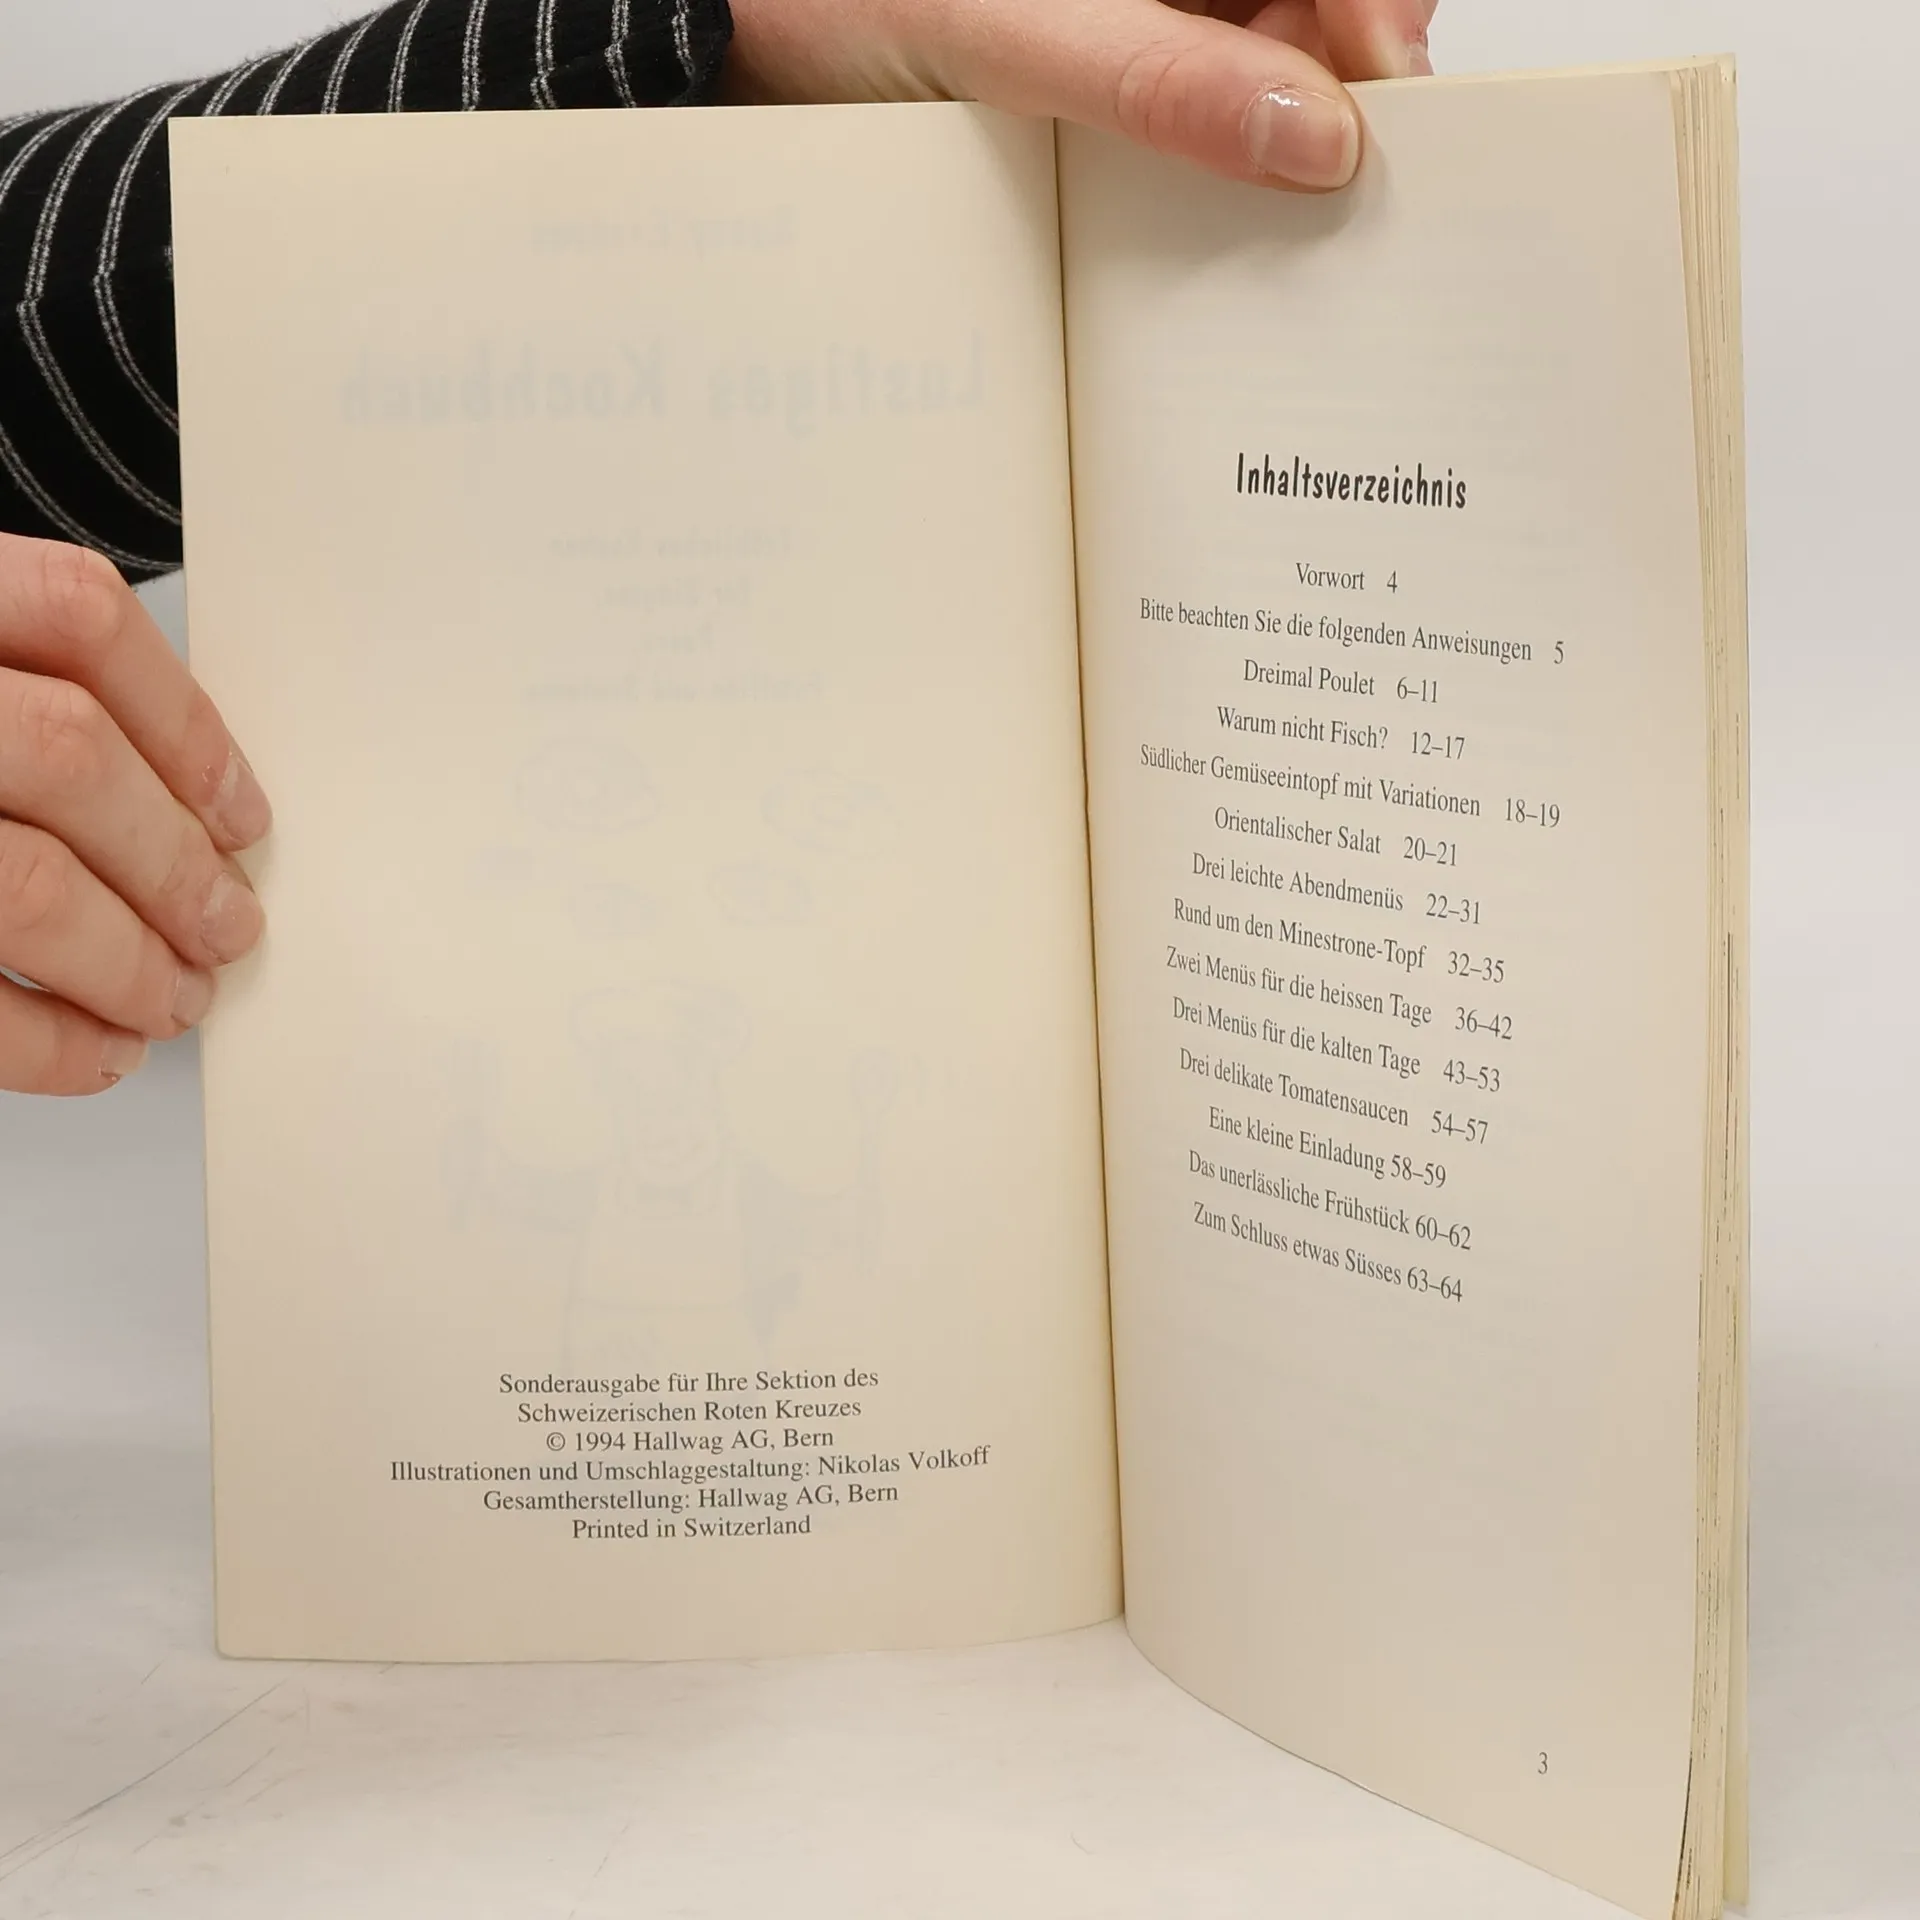 Sonderausgabe für Ihre Sektion des
Schweizerischen Roten Kreuzes
© 1994 Hallwag AG, Bern
Illustrationen und Umschlaggestaltung: Nikolas Volkoff
Gesamtherstellung: Hallwag AG, Bern
Printed in Switzerland
Inhaltsverzeichnis
Vorwort 4
Bitte beachten Sie die folgenden Anweisungen 5
Dreimal Poulet 6–11
Warum nicht Fisch? 12–17
Südlicher Gemüseeintopf mit Variationen 18–19
Orientalischer Salat 20–21
Drei leichte Abendmenüs 22–31
Rund um den Minestrone-Topf 32–35
Zwei Menüs für die heissen Tage 36–42
Drei Menüs für die kalten Tage 43–53
Drei delikate Tomatensaucen 54–57
Eine kleine Einladung 58–59
Das unerlässliche Frühstück 60–62
Zum Schluss etwas Süsses 63–64
3